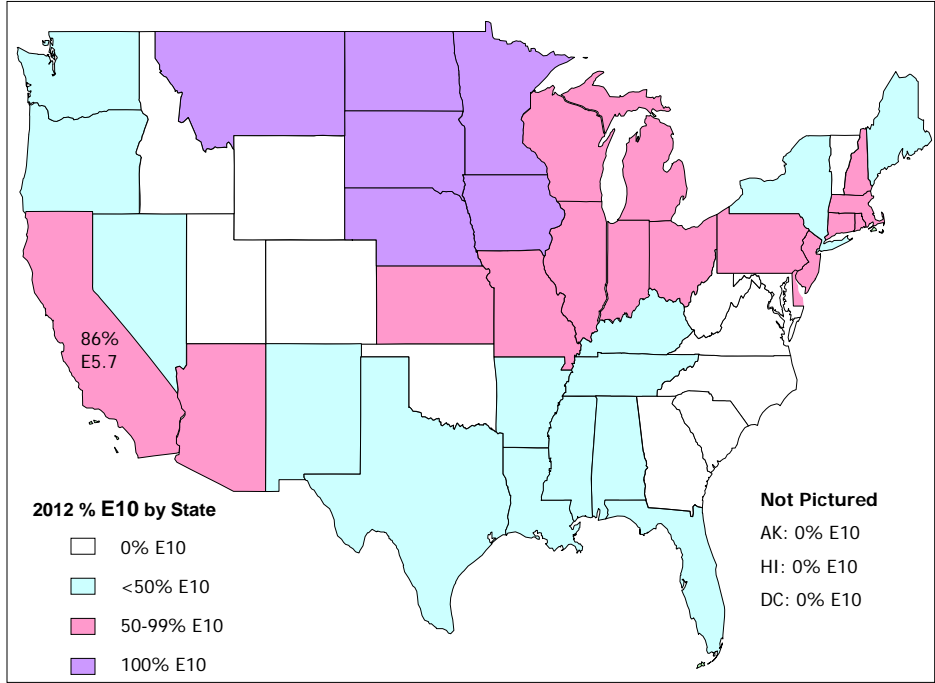 86%
E5.7
2012 % E10 by State
0% E10
<50% E10
50-99% E10
100% E10
Not Pictured
AK: 0% E10
HI: 0% E10
DC: 0% E10